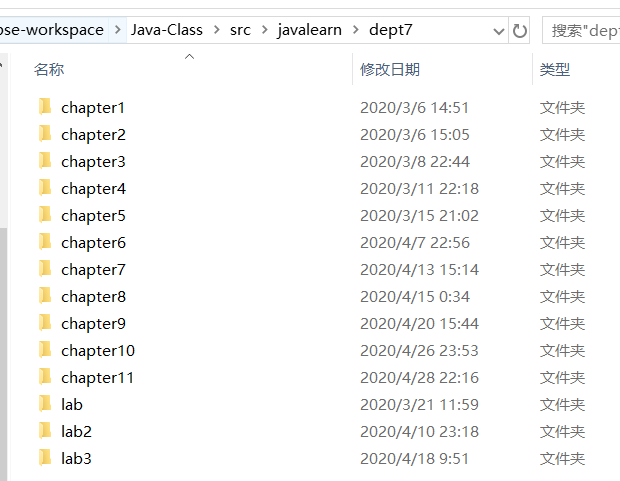 pse-workspace > Java-Class > src > javalearn > dept7 搜索"dept
名称 修改日期 类型
chapter1 2020/3/6 14:51 文件夹
chapter2 2020/3/6 15:05 文件夹
chapter3 2020/3/8 22:44 文件夹
chapter4 2020/3/11 22:18 文件夹
chapter5 2020/3/15 21:02 文件夹
chapter6 2020/4/7 22:56 文件夹
chapter7 2020/4/13 15:14 文件夹
chapter8 2020/4/15 0:34 文件夹
chapter9 2020/4/20 15:44 文件夹
chapter10 2020/4/26 23:53 文件夹
chapter11 2020/4/28 22:16 文件夹
lab 2020/3/21 11:59 文件夹
lab2 2020/4/10 23:18 文件夹
lab3 2020/4/18 9:51 文件夹